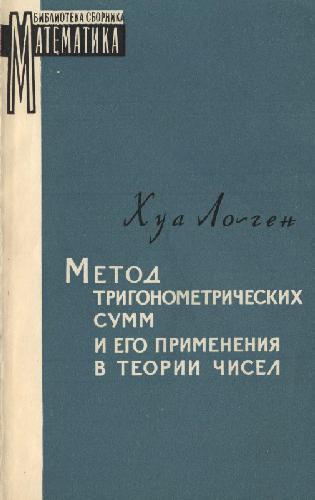 БИБЛИОТЕКА СБОРНИКА
МАТЕМАТИКА
Хуа Ло-ген
МЕТОД
ТРИГОНОМЕТРИЧЕСКИХ
СУММ
И ЕГО ПРИМЕНЕНИЯ
В ТЕОРИИ ЧИСЕЛ